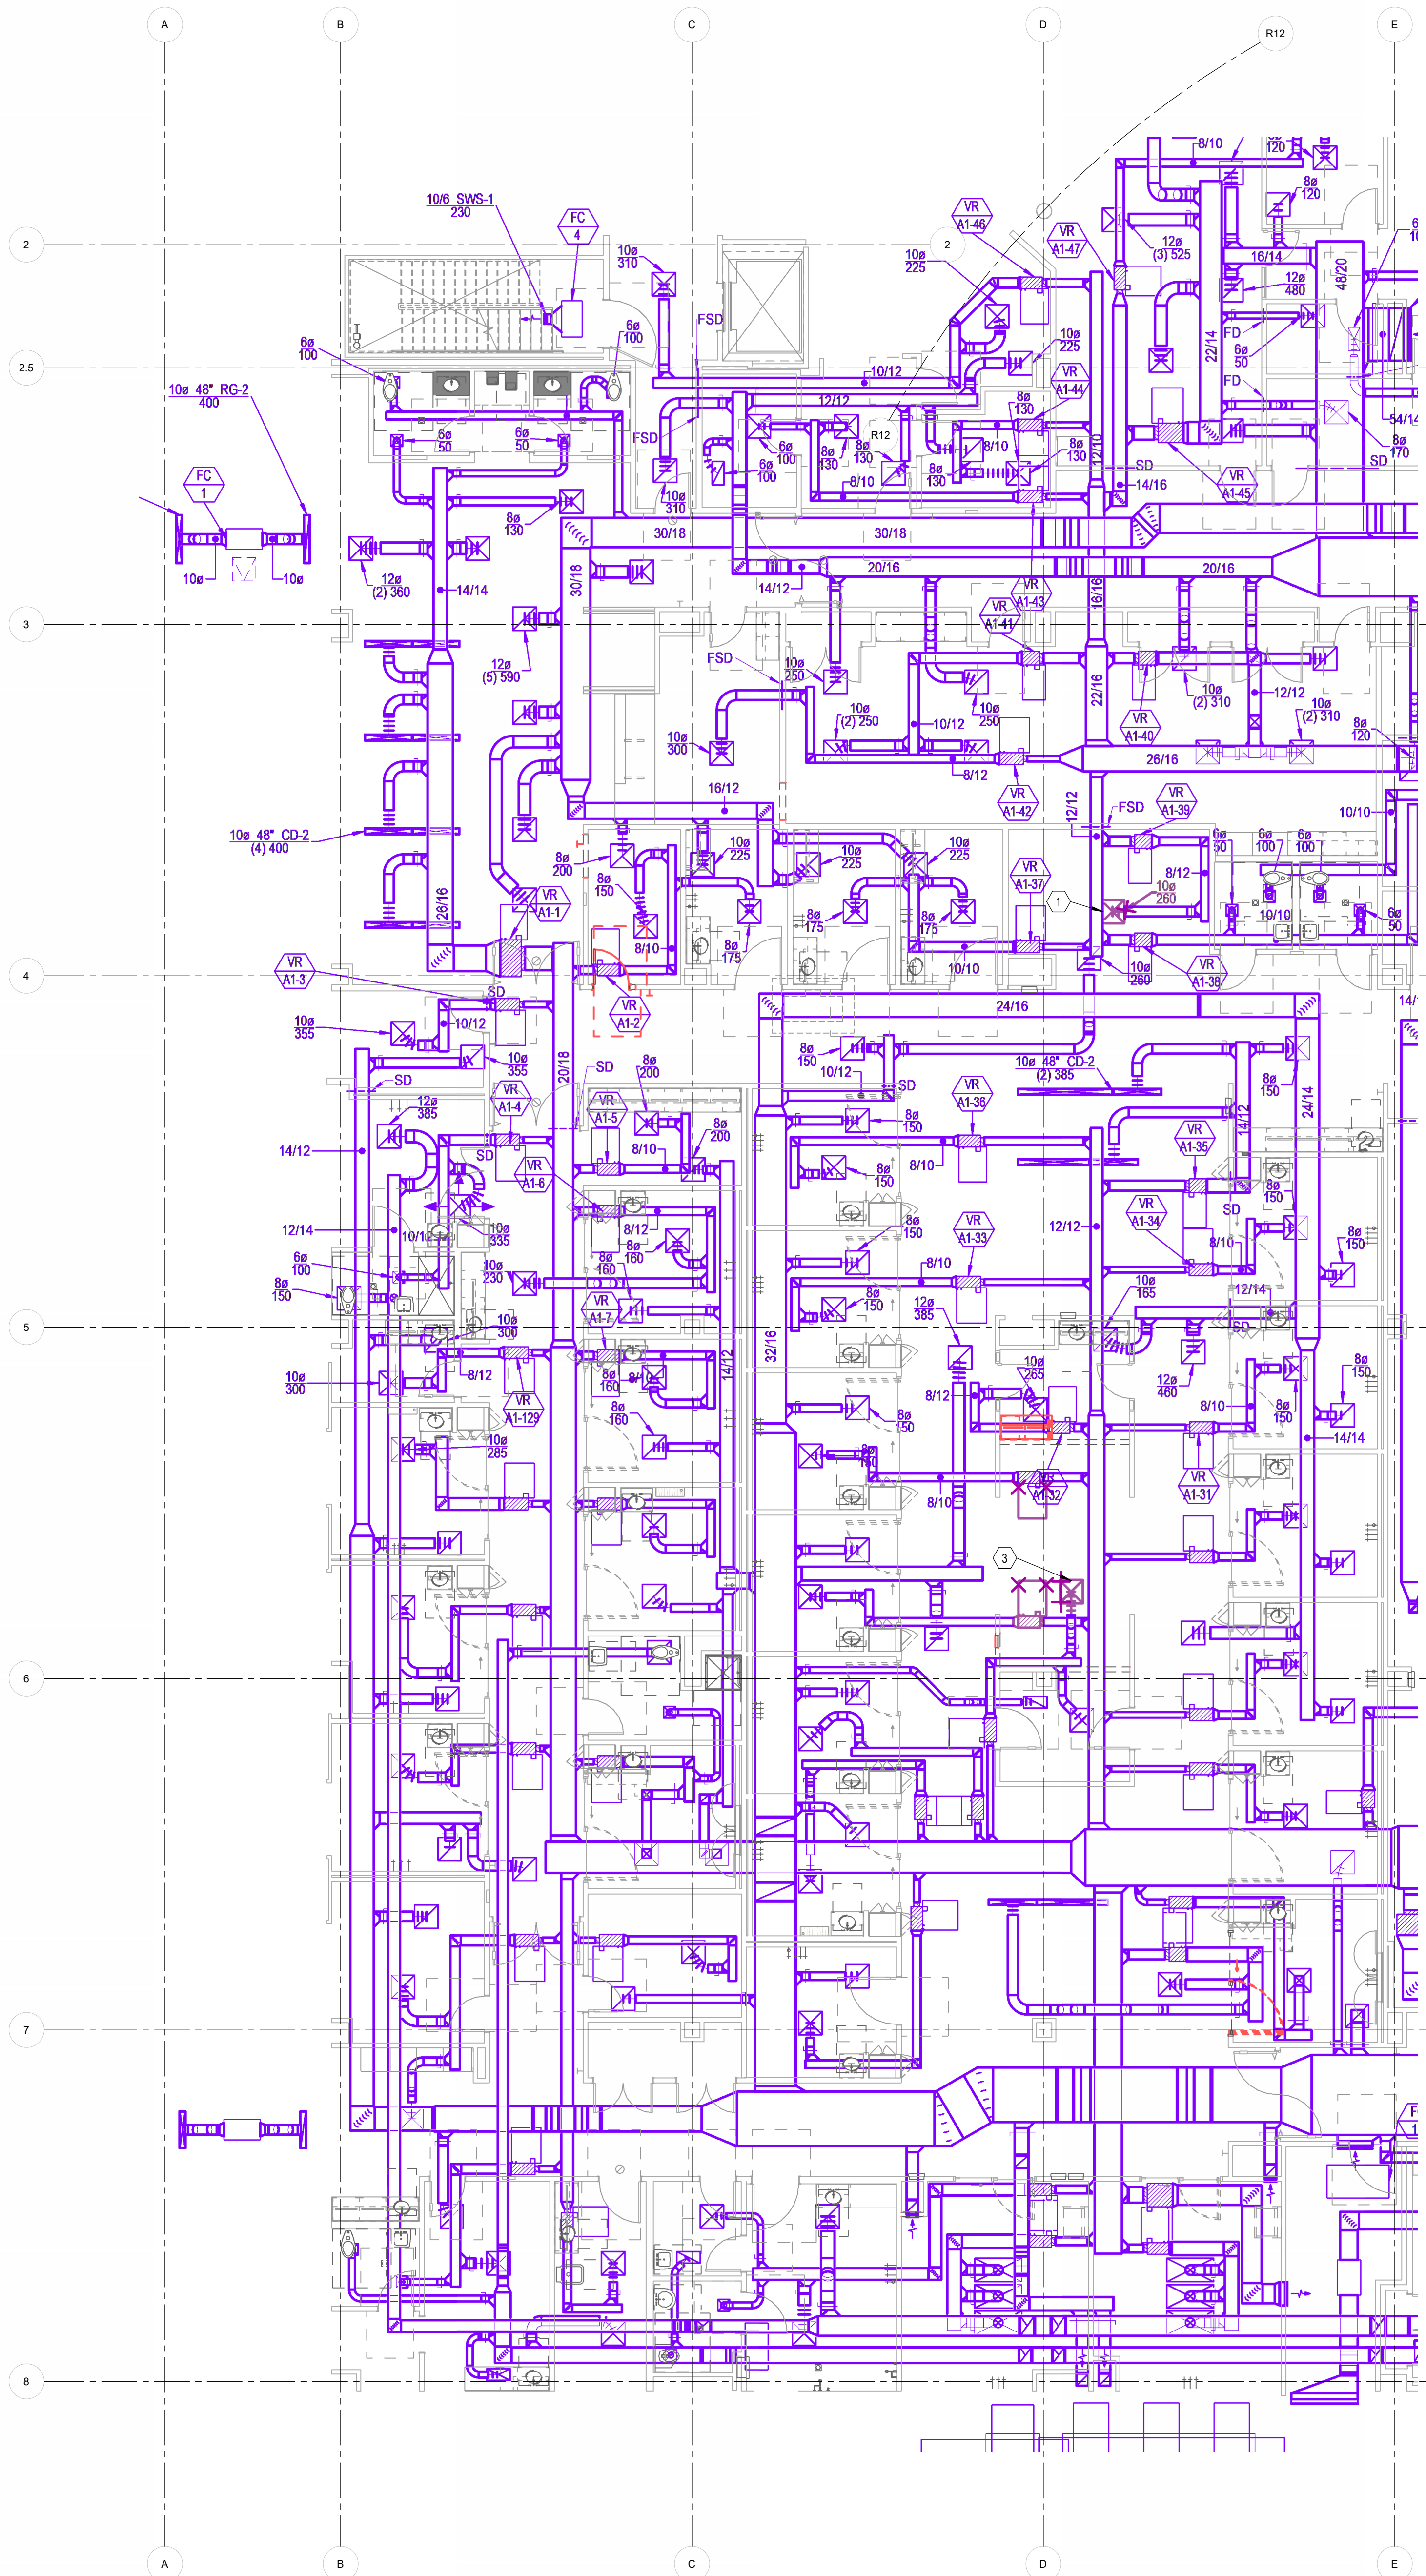 A
B
C
D
R12
E
8/10
120
10/6 SWS-1
230
FC
4
VR
A1-46
VR
A1-47
8ø
120
12ø
(3) 525
2
2
10ø
310
10ø
225
16/14
48/20
12ø
480
FSD
22/14
FD
6ø
50
6ø
100
6ø
100
10ø
225
2.5
10/12
VR
A1-44
FD
10ø 48" RG-2
400
12/12
8ø
130
54/14
R12
6ø
50
6ø
50
FSD
6ø
100
8ø
130
8ø
130
8/10
8ø
130
12/10
8ø
170
FC
1
6ø
100
8ø
130
SD
SD
10ø
310
8/10
14/16
VR
A1-45
8ø
130
30/18
30/18
10ø
10ø
12ø
(2) 360
14/14
30/18
14/12
20/16
20/16
VR
A1-43
16/16
VR
A1-41
3
12ø
(5) 590
FSD
10ø
250
22/16
10ø
(2) 310
12/12
10ø
(2) 310
10ø
(2) 250
10/12
10ø
250
VR
A1-40
10ø
300
8ø
120
8/12
26/16
16/12
VR
A1-42
12/12
FSD
VR
A1-39
10/10
10ø 48" CD-2
(4) 400
8ø
200
10ø
225
10ø
225
10ø
225
6ø
50
6ø
100
6ø
100
8/12
8ø
150
VR
A1-37
10ø
260
26/16
VR
A1-1
1
8/10
8ø
175
8ø
175
8ø
175
10/10
10/10
6ø
50
10ø
260
VR
A1-38
4
VR
A1-3
SD
VR
A1-2
24/16
10ø
355
10/12
8ø
150
10ø
355
20/18
SD
8ø
200
10/12
10ø 48" CD-2
(2) 385
8ø
150
24/14
SD
SD
VR
A1-4
VR
A1-5
VR
A1-36
12ø
385
8ø
150
14/12
VR
A1-35
14/12
8ø
200
SD
8/10
8/10
VR
A1-6
8ø
150
8ø
150
SD
12/14
10/12
10ø
335
8/12
8ø
150
12/12
VR
A1-34
8/10
8ø
160
VR
A1-33
8ø
150
6ø
100
10ø
230
8ø
160
8/10
10ø
165
8ø
150
12/14
VR
A1-7
8ø
150
12ø
385
5
10ø
300
SD
14/12
32/16
8/12
8ø
160
8/10
10ø
265
12ø
460
8ø
150
10ø
300
8/12
VR
A1-129
8/10
8ø
150
8ø
160
8ø
150
10ø
285
14/14
8ø
150
VR
A1-32
VR
A1-31
8/10
3
6
7
8
A
B
C
D
E